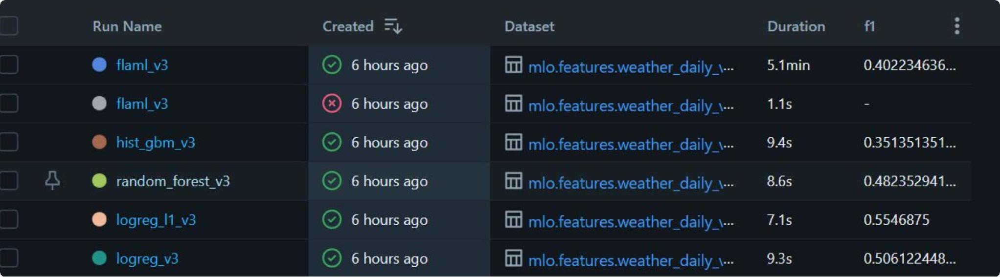 Run Name Created Dataset Duration f1
flaml_v3 6 hours ago mlo.features.weather_daily_\... 5.1min 0.402234636...
flaml_v3 6 hours ago mlo.features.weather_daily_\... 1.1s -
hist_gbm_v3 6 hours ago mlo.features.weather_daily_\... 9.4s 0.351351351...
random_forest_v3 6 hours ago mlo.features.weather_daily_\... 8.6s 0.482352941...
logreg_l1_v3 6 hours ago mlo.features.weather_daily_\... 7.1s 0.5546875
logreg_v3 6 hours ago mlo.features.weather_daily_\... 9.3s 0.506122448...